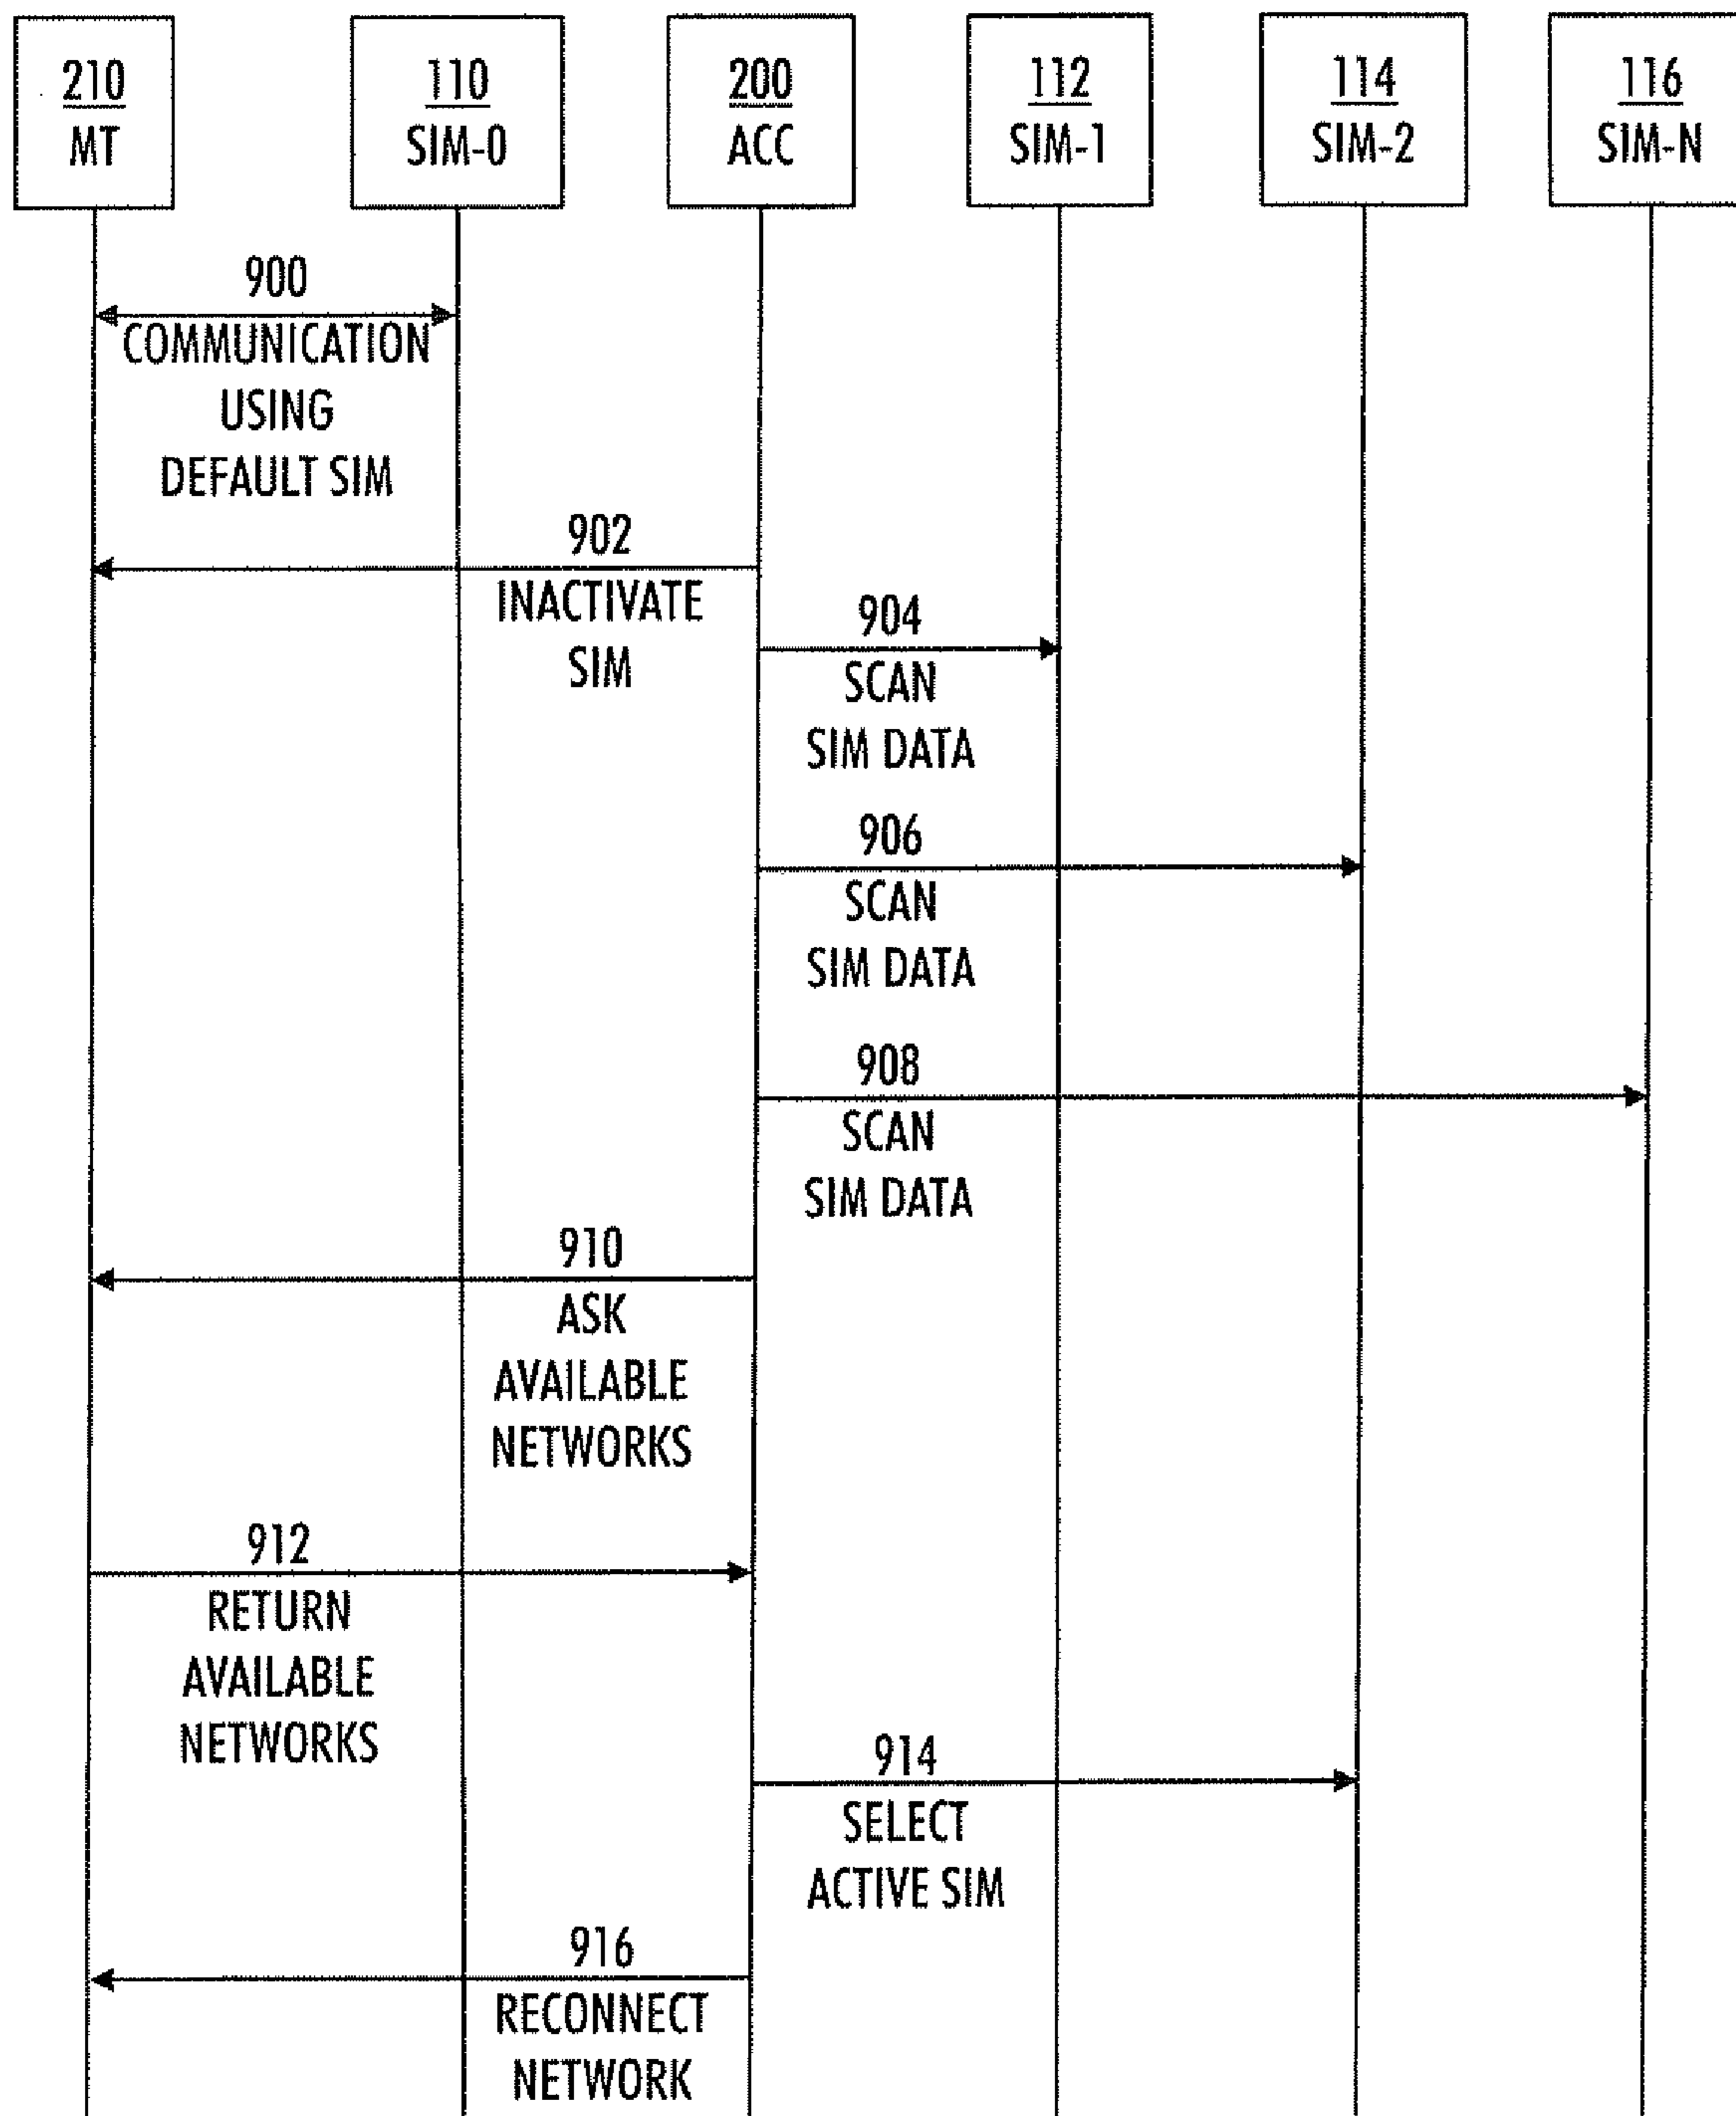 210
MT
110
SIM-0
200
ACC
112
SIM-1
114
SIM-2
116
SIM-N
900
COMMUNICATION
USING
DEFAULT SIM
902
INACTIVATE
SIM
904
SCAN
SIM DATA
906
SCAN
SIM DATA
908
SCAN
SIM DATA
910
ASK
AVAILABLE
NETWORKS
912
RETURN
AVAILABLE
NETWORKS
914
SELECT
ACTIVE SIM
916
RECONNECT
NETWORK